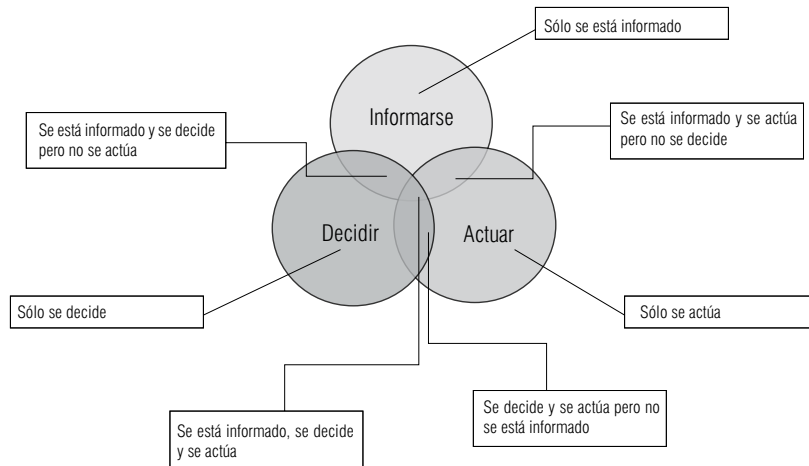 Sólo se está informado
Informarse
Se está informado y se decide
pero no se actúa
Se está informado y se actúa
pero no se decide
Decidir
Actuar
Sólo se decide
Sólo se actúa
Se está informado, se decide
y se actúa
Se decide y se actúa pero no
se está informado